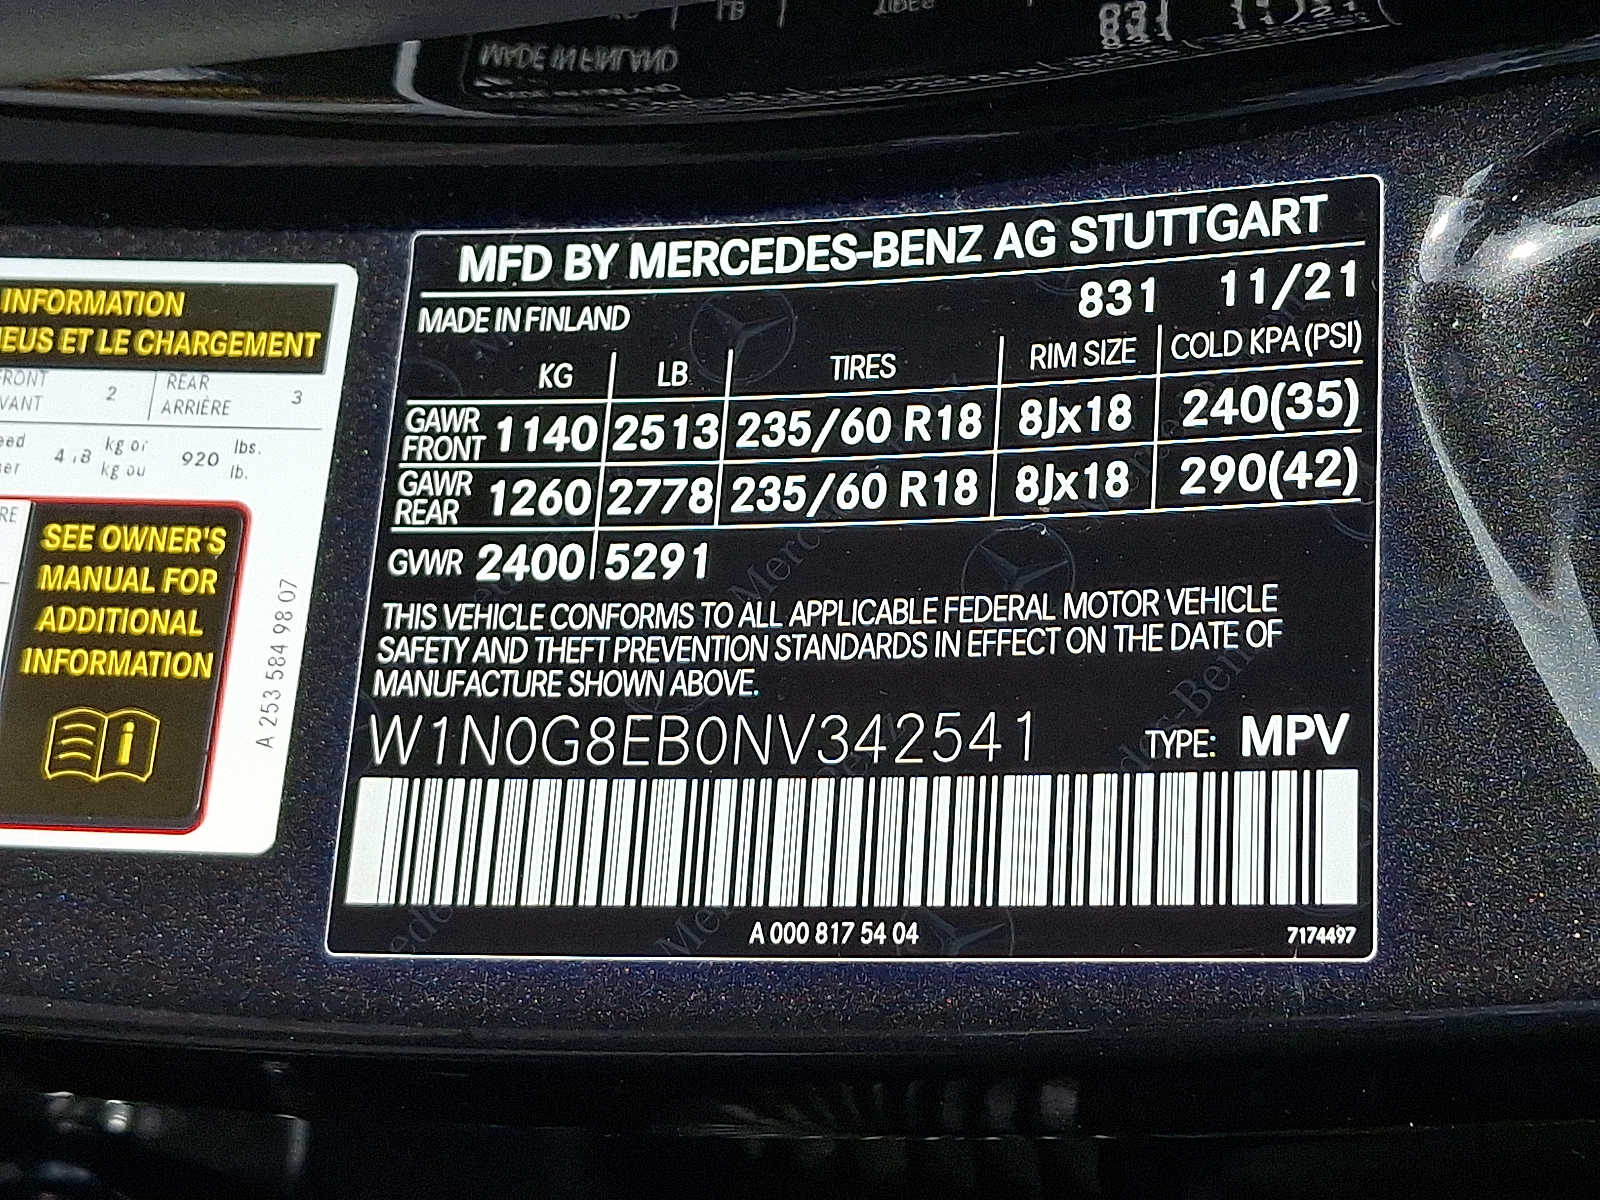 INFORMATION
ET LE CHARGEMENT
2 REAR ARRIÈRE 3
kg or 920 lbs.
kg ou lb.
SEE OWNER'S
MANUAL FOR
ADDITIONAL
INFORMATION
A 253 584 98 07
MADE IN FINLAND
831 11/21
MFD BY MERCEDES-BENZ AG STUTTGART
MADE IN FINLAND 831 11/21
KG LB TIRES RIM SIZE COLD KPA (PSI)
GAWR FRONT 1140 2513 235/60 R18 8Jx18 240(35)
GAWR REAR 1260 2778 235/60 R18 8Jx18 290(42)
GVWR 2400 5291
THIS VEHICLE CONFORMS TO ALL APPLICABLE FEDERAL MOTOR VEHICLE
SAFETY AND THEFT PREVENTION STANDARDS IN EFFECT ON THE DATE OF
MANUFACTURE SHOWN ABOVE.
W1N0G8EB0NV342541 TYPE: MPV
A 000 817 54 04 7174497